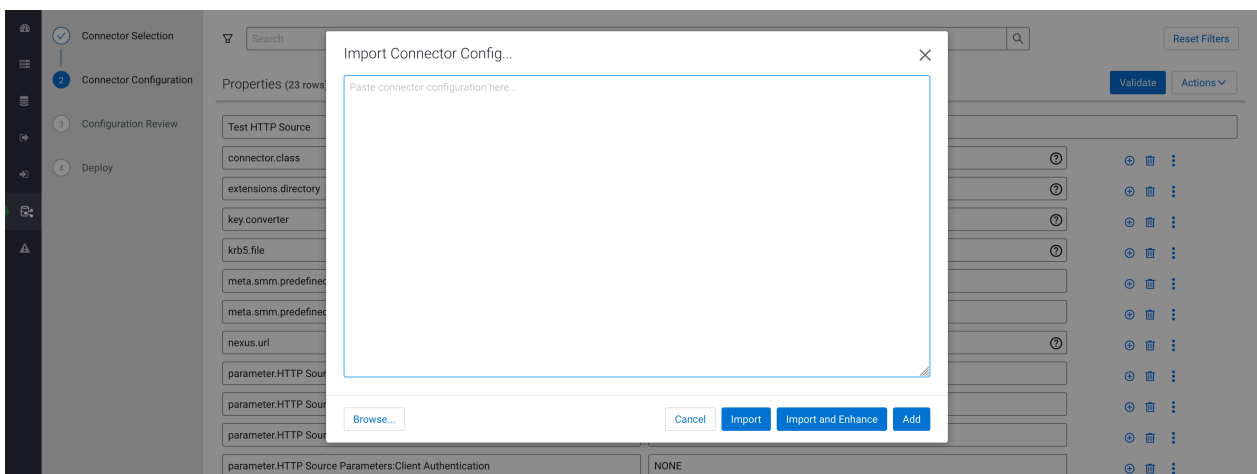 Connector Selection
2 Connector Configuration
3 Configuration Review
4 Deploy
Search
Reset Filters
Properties (23 rows
Validate
Actions
Import Connector Config...
Paste connector configuration here...
Browse...
Cancel
Import
Import and Enhance
Add
Test HTTP Source
connector.class
extensions.directory
key.converter
krb5.file
meta.smm.predefined
meta.smm.predefined
nexus.url
parameter.HTTP Sour
parameter.HTTP Sour
parameter.HTTP Sour
parameter.HTTP Source Parameters:Client Authentication
NONE